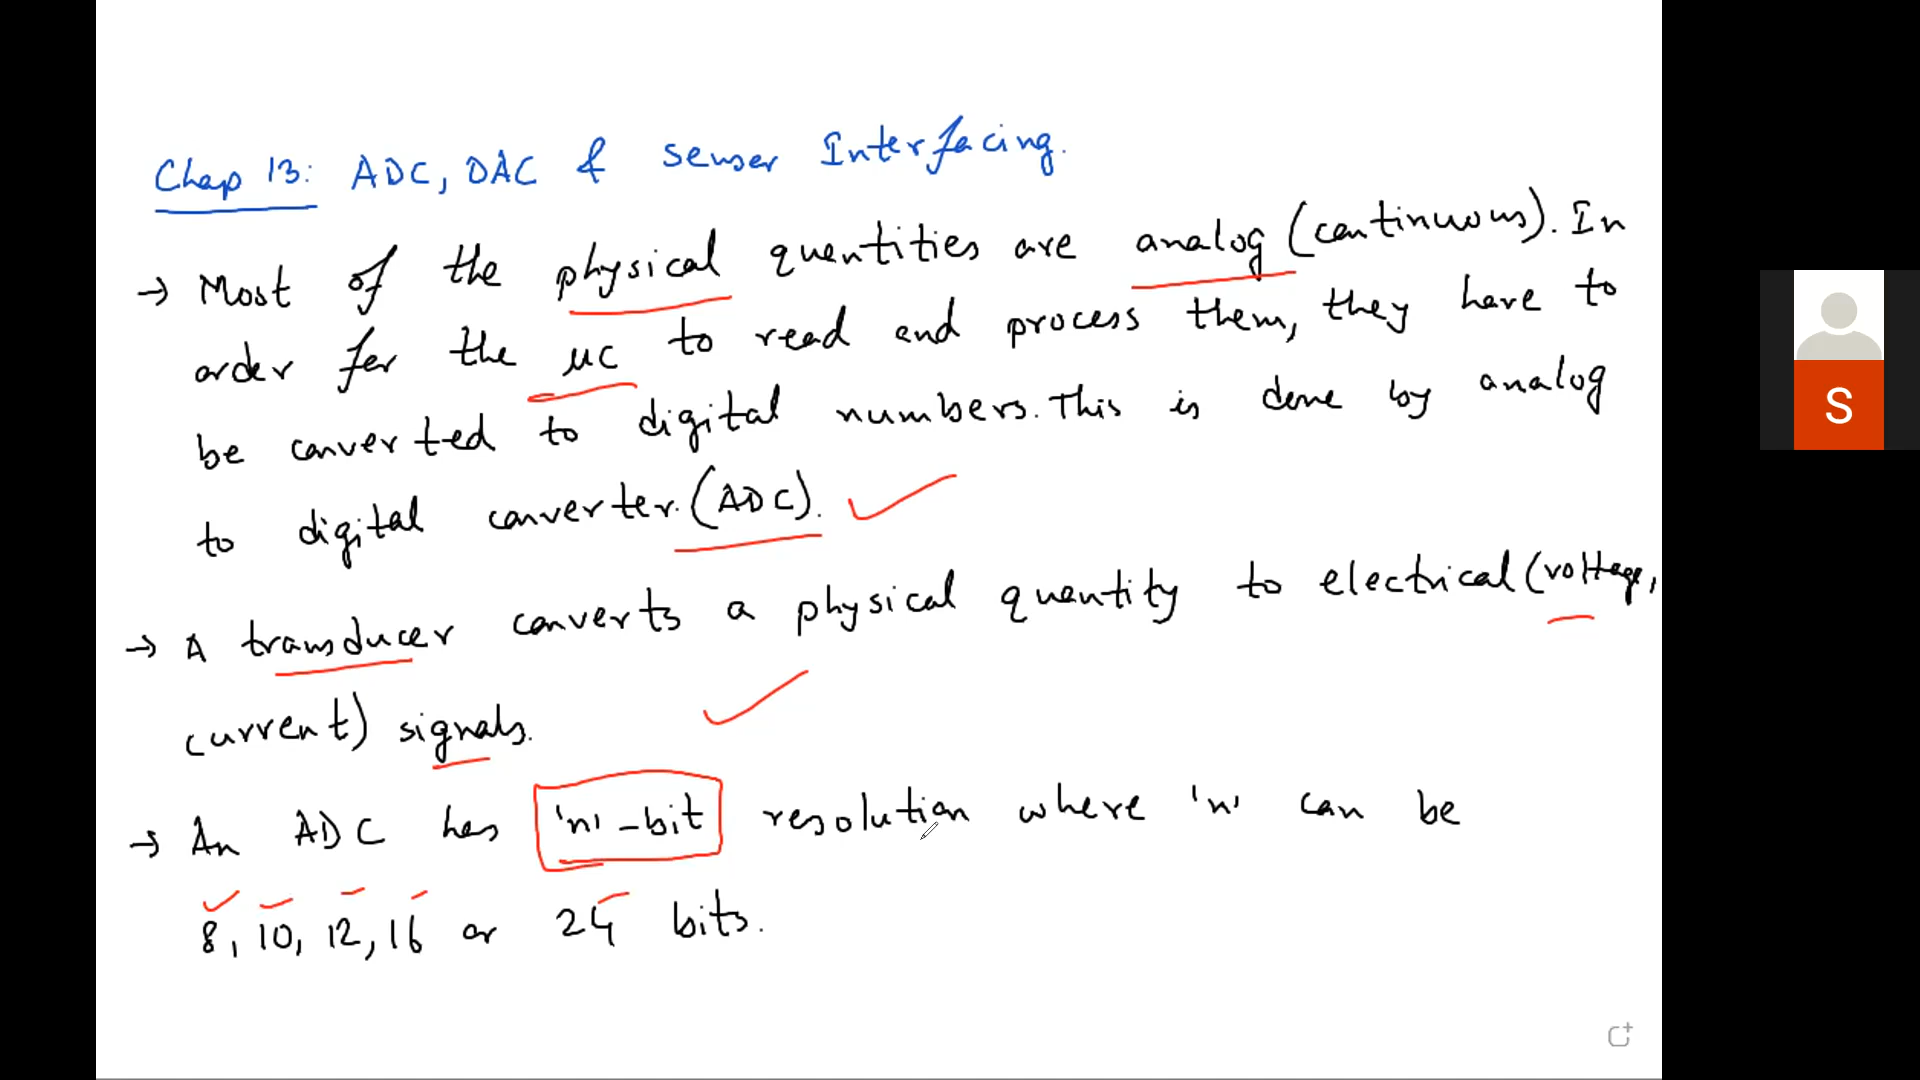 Chap 13: ADC, DAC & Sensor Interfacing.
→ Most of the physical quantities are analog (continuous). In
order for the μC to read and process them, they have to
be converted to digital numbers. This is done by analog
to digital converter. (ADC).
→ A transducer converts a physical quantity to electrical (voltage,
current) signals.
→ An ADC has 'n' -bit resolution where 'n' can be
8, 10, 12, 16 or 24 bits.
S